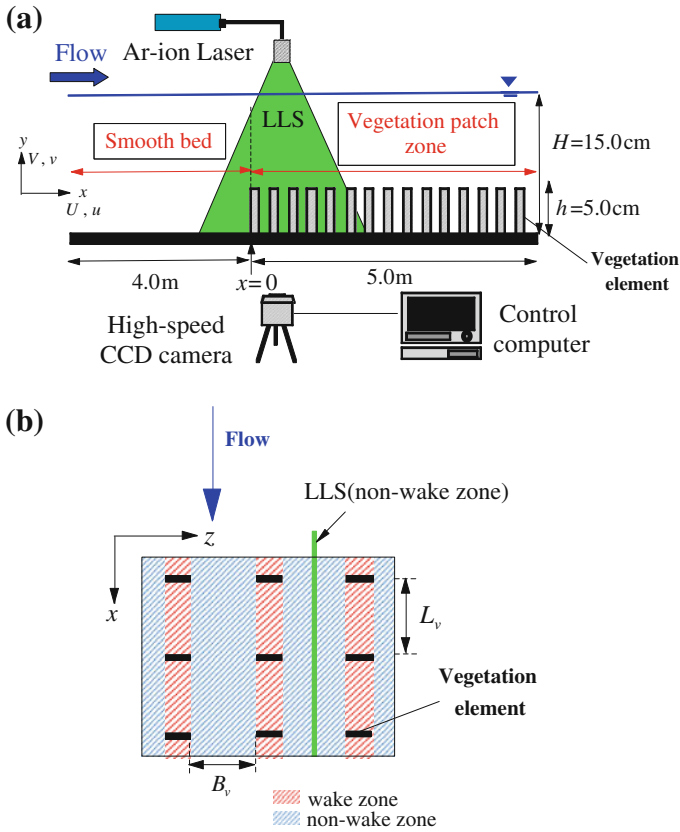 (a)
Flow
Ar-ion Laser
LLS
Smooth bed
Vegetation patch
zone
H=15.0cm
y
V, v
x
U, u
h=5.0cm
4.0m
x=0
5.0m
Vegetation
element
High-speed
CCD camera
Control
computer
(b)
Flow
LLS(non-wake zone)
z
x
Lv
Vegetation
element
Bv
wake zone
non-wake zone